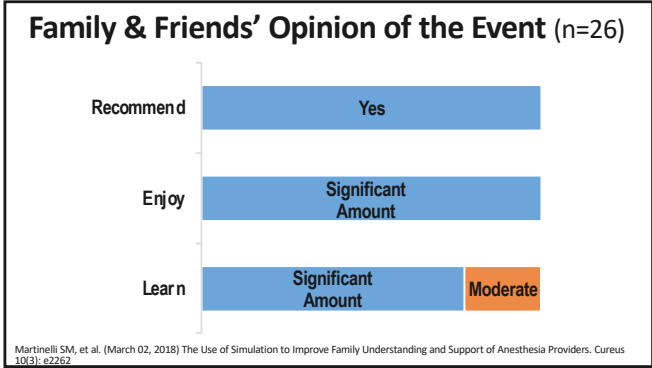 Family & Friends' Opinion of the Event (n=26)
Recommend
Yes
Enjoy
Significant
Amount
Learn
Significant
Amount
Moderate
Martinelli SM, et al. (March 02, 2018) The Use of Simulation to Improve Family Understanding and Support of Anesthesia Providers. Cureus
10(3): e2262